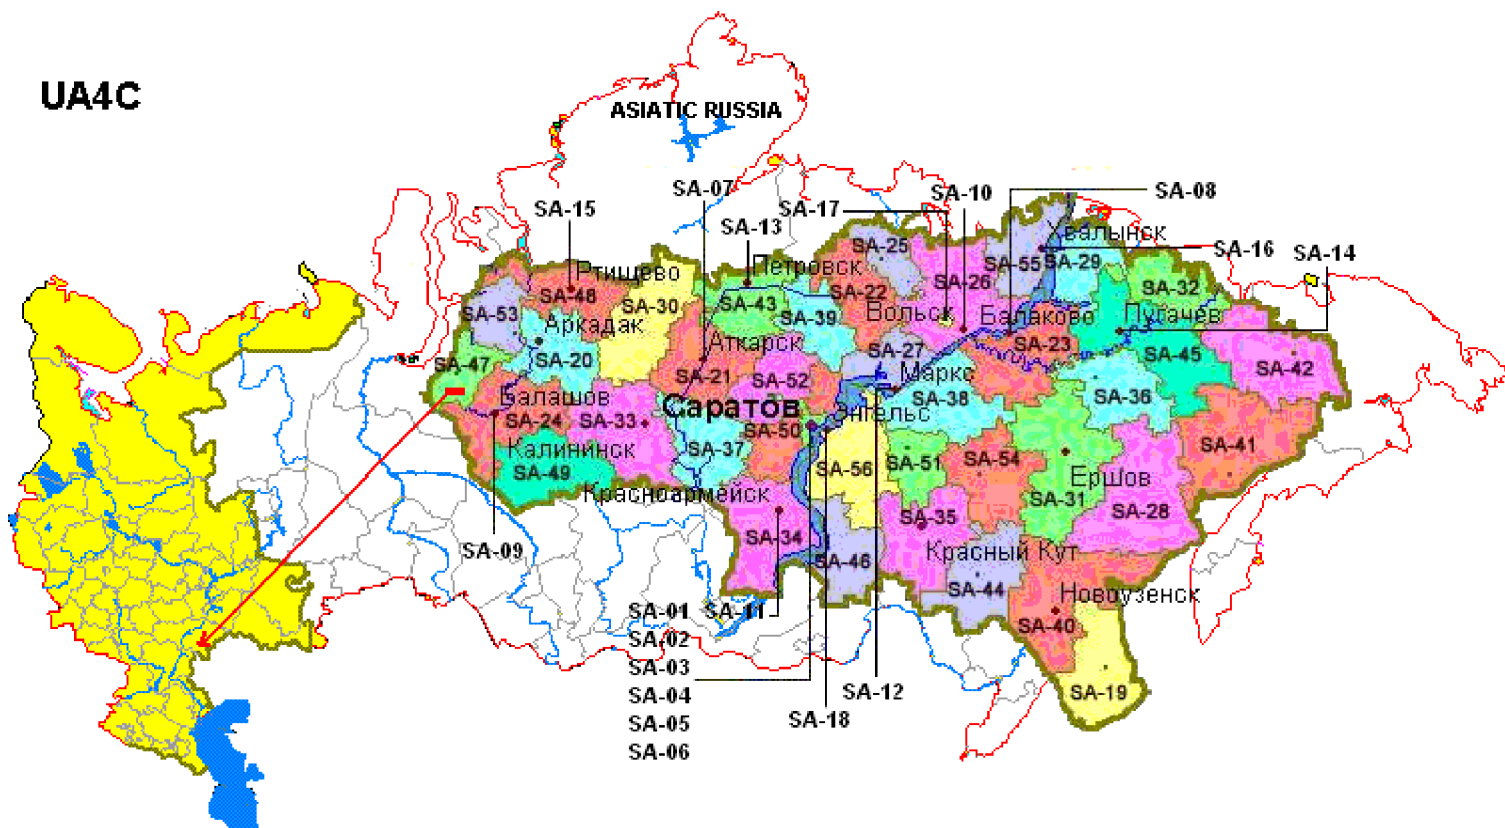 UA4C
ASIATIC RUSSIA
SA-07
SA-10
SA-08
SA-15
SA-17
SA-13
SA-16
SA-14
Хвалынск
SA-25
SA-55
SA-29
Ртищево
Петровск
SA-26
SA-32
SA-48
SA-30
SA-43
SA-22
SA-53
Вольск
Балаково
Пугачев
SA-39
Аркадак
Аткарск
SA-27
SA-23
SA-45
SA-47
SA-20
SA-21
SA-52
Маркс
SA-42
Балашов
SA-38
SA-36
Саратов
Энгельс
SA-24
SA-33
SA-50
SA-41
Калининск
SA-37
SA-56
SA-51
SA-54
SA-49
Ершов
Красноармейск
SA-31
SA-28
SA-35
SA-34
SA-09
Красный Кут
SA-46
SA-44
Новоузенск
SA-01
SA-11
SA-40
SA-02
SA-03
SA-04
SA-12
SA-19
SA-05
SA-18
SA-06